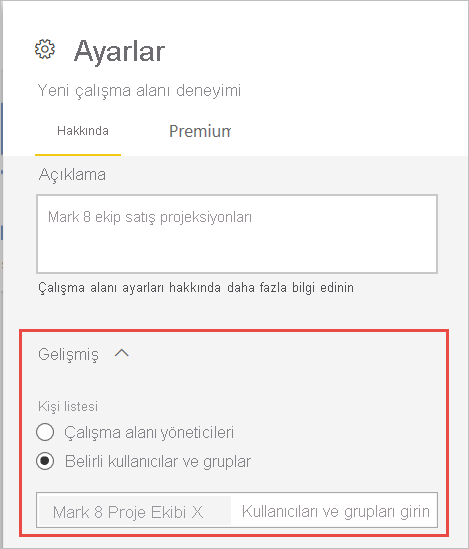 Ayarlar
Yeni çalışma alanı deneyimi
Hakkında Premium
Açıklama
Mark 8 ekip satış projeksiyonları
Çalışma alanı ayarları hakkında daha fazla bilgi edinin
Gelişmiş
Kişi listesi
Çalışma alanı yöneticileri
Belirli kullanıcılar ve gruplar
Mark 8 Proje Ekibi X Kullanıcıları ve grupları girin